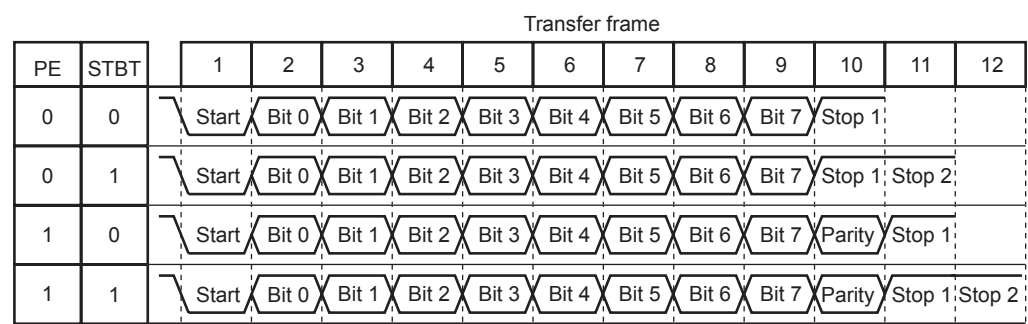 Transfer frame
PE STBT 1 2 3 4 5 6 7 8 9 10 11 12
0 0 Start Bit 0 Bit 1 Bit 2 Bit 3 Bit 4 Bit 5 Bit 6 Bit 7 Stop 1
0 1 Start Bit 0 Bit 1 Bit 2 Bit 3 Bit 4 Bit 5 Bit 6 Bit 7 Stop 1 Stop 2
1 0 Start Bit 0 Bit 1 Bit 2 Bit 3 Bit 4 Bit 5 Bit 6 Bit 7 Parity Stop 1
1 1 Start Bit 0 Bit 1 Bit 2 Bit 3 Bit 4 Bit 5 Bit 6 Bit 7 Parity Stop 1 Stop 2